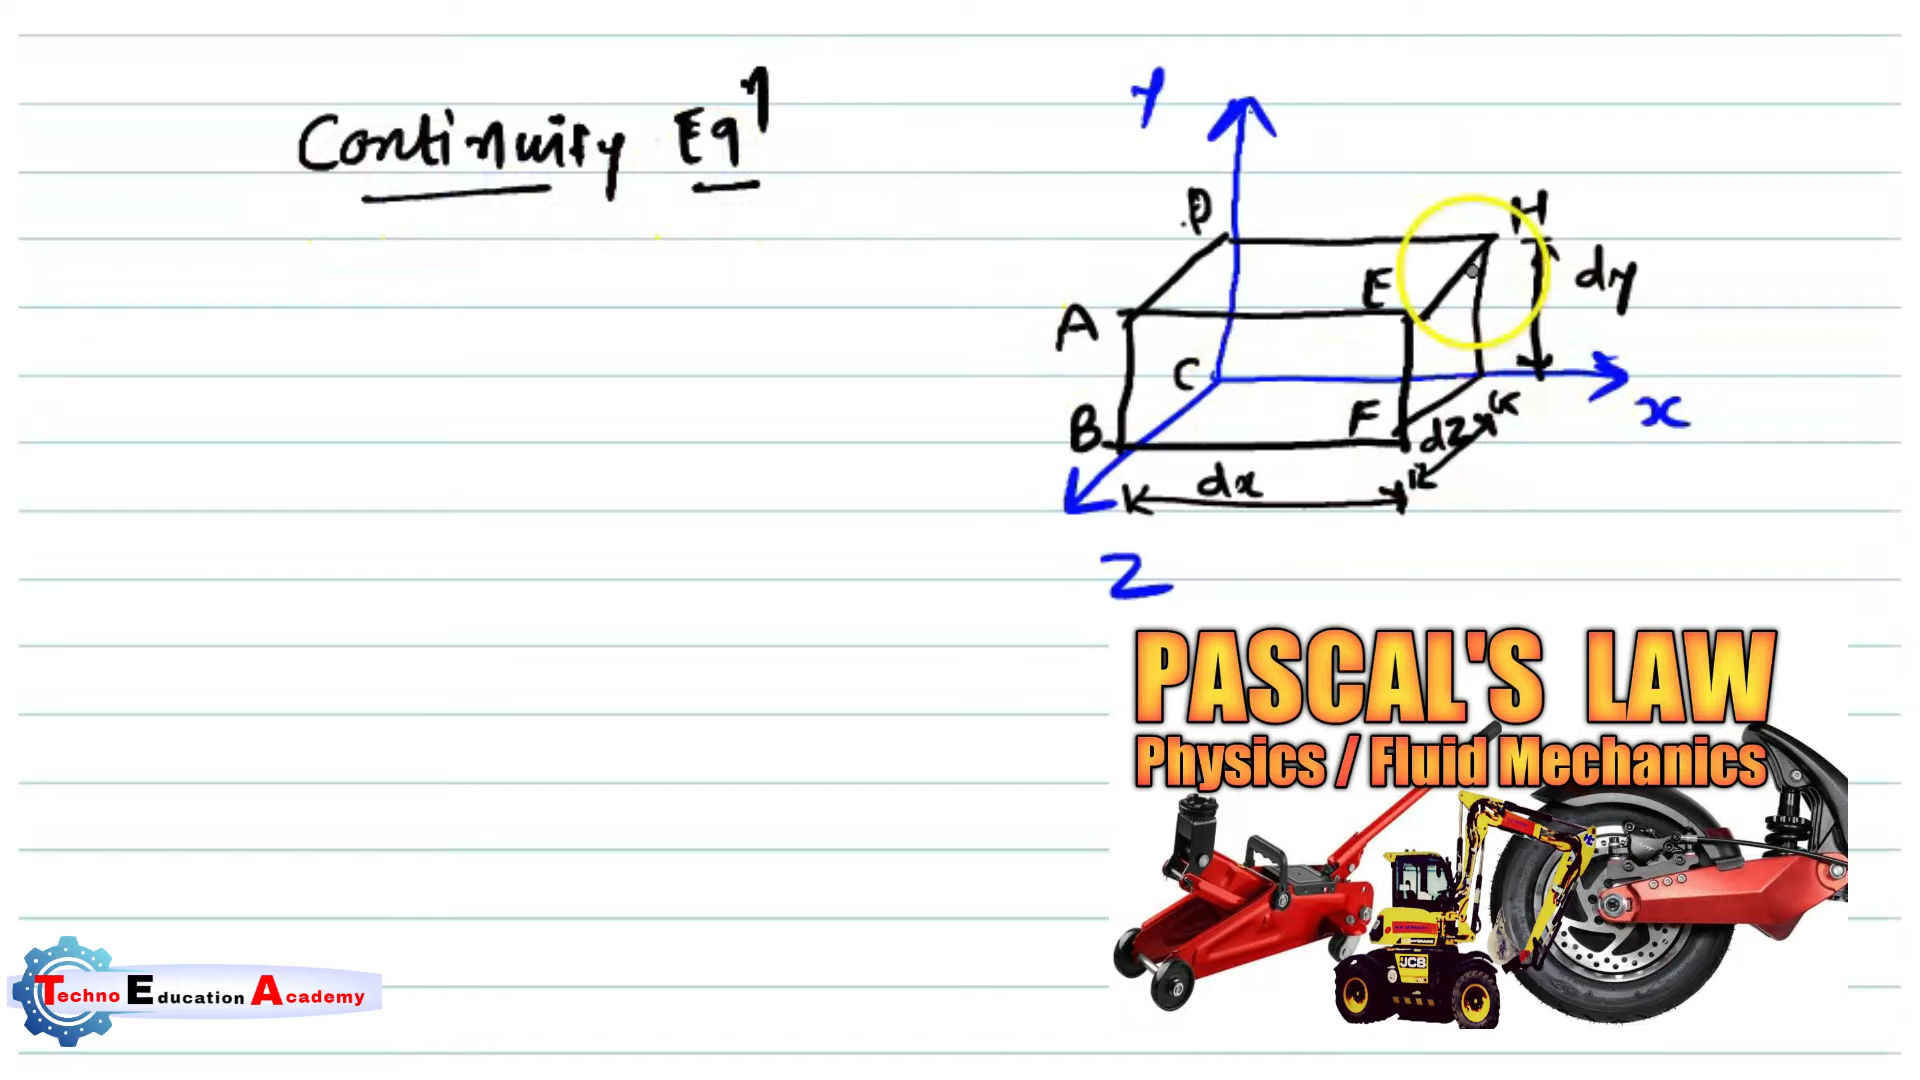 Continuity Eqⁿ
Y
D
H
E
dy
A
C
x
B
F
dz
G
dx
Z
PASCAL'S LAW
Physics / Fluid Mechanics
JCB
Techno Education Academy